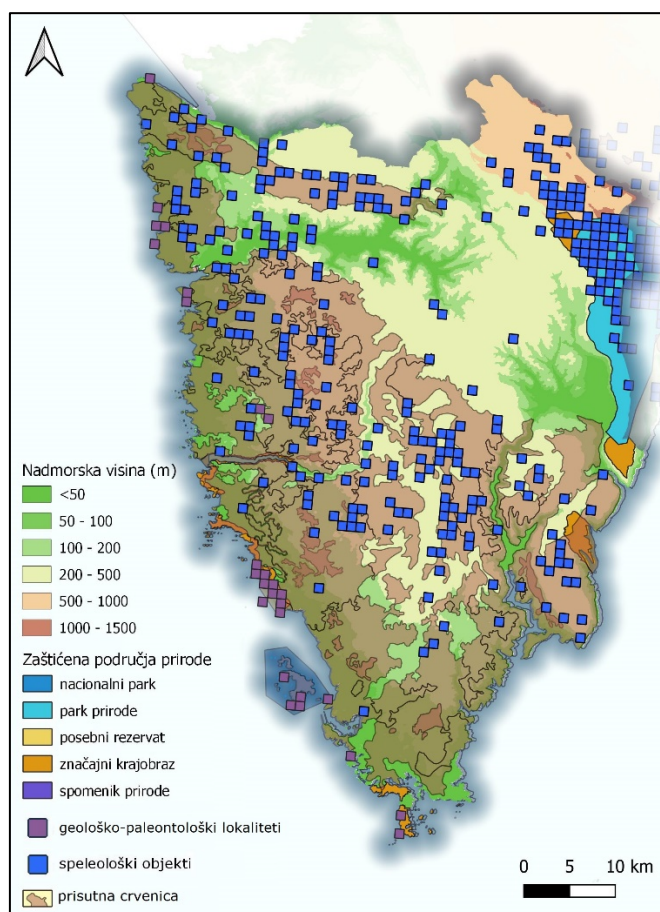 Nadmorska visina (m)
<50
50 - 100
100 - 200
200 - 500
500 - 1000
1000 - 1500
Zaštićena područja prirode
nacionalni park
park prirode
posebni rezervat
značajni krajobraz
spomenik prirode
geološko-paleontološki lokaliteti
speleološki objekti
prisutna crvenica
0 5 10 km